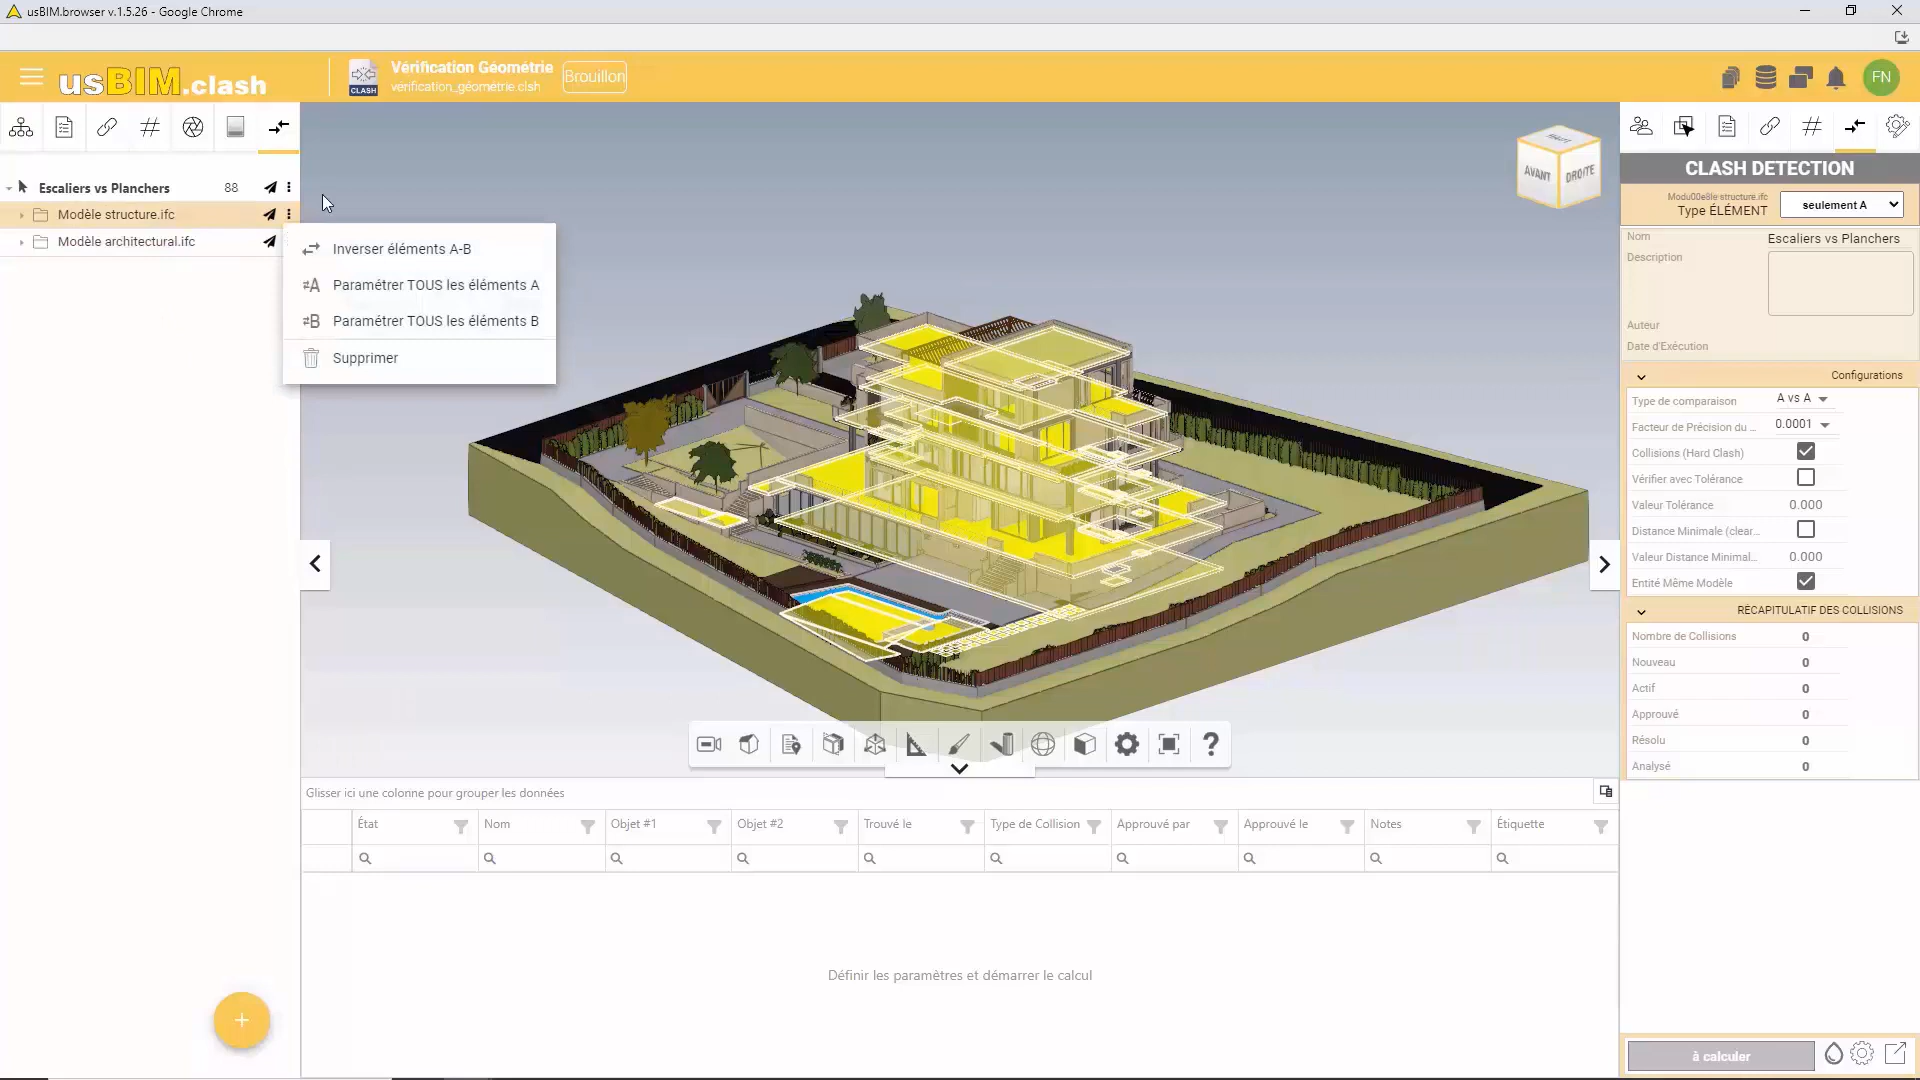 usBIM.browser v.1.5.26 - Google Chrome
usBIM.clash
CLASH
Vérification Géométrie
verification_géométrie.clsh
Brouillon
FN
Escaliers vs Planchers
88
Modèle structure.ifc
Modèle architectural.ifc
Inverser éléments A-B
A Paramétrer TOUS les éléments A
B Paramétrer TOUS les éléments B
Supprimer
HAUT
AVANT
DROITE
CLASH DETECTION
Modu00e8le structure.ifc
Type ÉLÉMENT
seulement A
Nom
Escaliers vs Planchers
Description
Auteur
Date d'Exécution
Configurations
Type de comparaison
A vs A
Facteur de Précision du ...
0.0001
Collisions (Hard Clash)
Vérifier avec Tolérance
Valeur Tolérance
0.000
Distance Minimale (clear...
Valeur Distance Minimal...
0.000
Entité Même Modèle
RÉCAPITULATIF DES COLLISIONS
Nombre de Collisions
0
Nouveau
0
Actif
0
Approuvé
0
Résolu
0
Analysé
0
Glisser ici une colonne pour grouper les données
État
Nom
Objet #1
Objet #2
Trouvé le
Type de Collision
Approuvé par
Approuvé le
Notes
Étiquette
Définir les paramètres et démarrer le calcul
+
à calculer